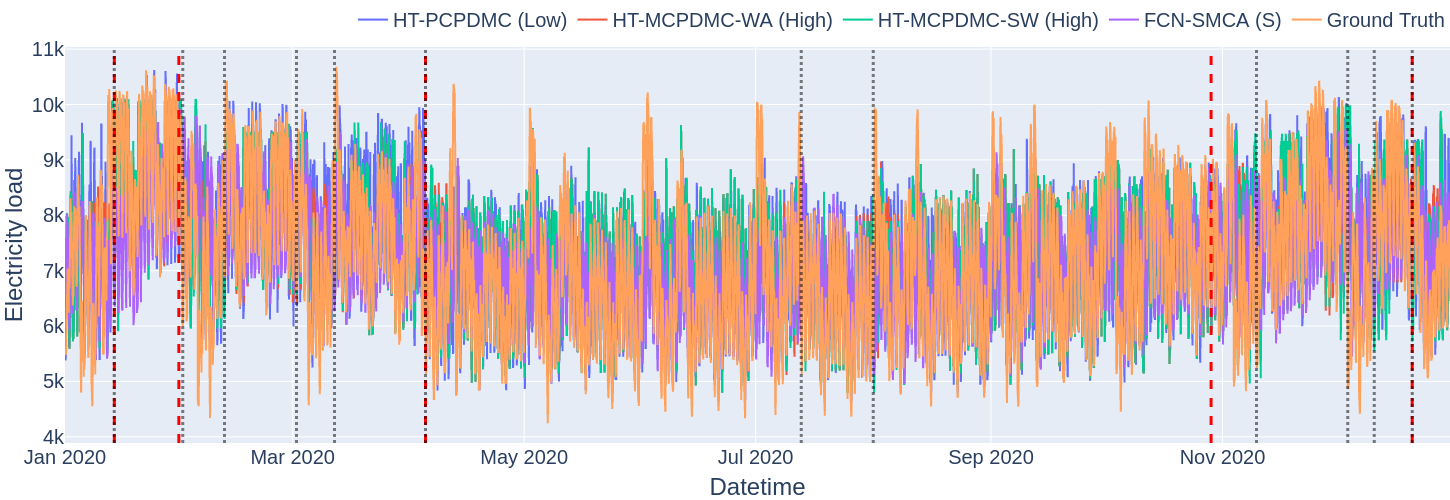 HT-PCPDMC (Low) HT-MCPDMC-WA (High) HT-MCPDMC-SW (High) FCN-SMCA (S) Ground Truth
11k
10k
9k
8k
7k
6k
5k
4k
Electricity load
Jan 2020 Mar 2020 May 2020 Jul 2020 Sep 2020 Nov 2020
Datetime